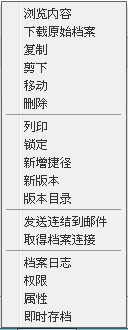 浏览内容
下载原始档案
复制
剪下
移动
删除
列印
锁定
新增捷径
新版本
版本目录
发送连结到邮件
取得档案连接
档案日志
权限
属性
即时存档